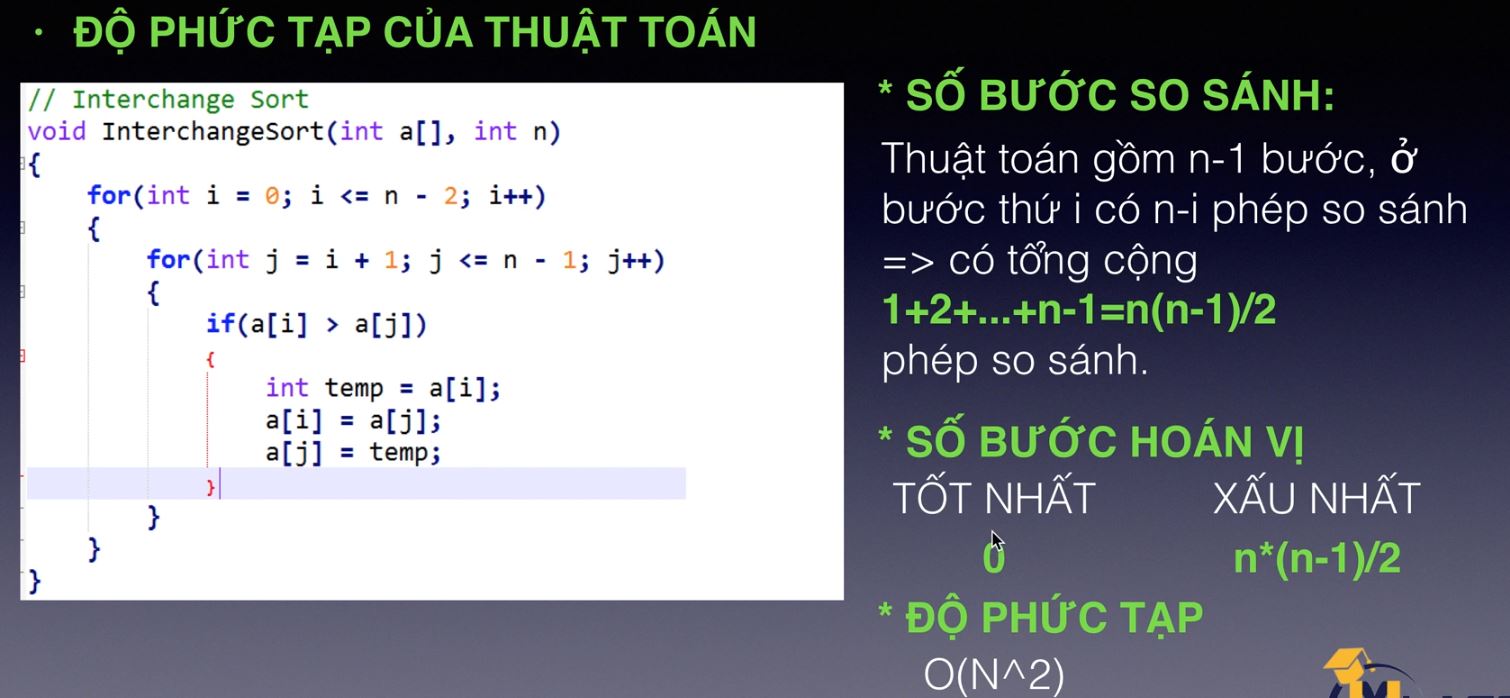 • ĐỘ PHỨC TẠP CỦA THUẬT TOÁN
// Interchange Sort
void InterchangeSort(int a[], int n)
{
for(int i = 0; i <= n - 2; i++)
{
for(int j = i + 1; j <= n - 1; j++)
{
if(a[i] > a[j])
{
int temp = a[i];
a[i] = a[j];
a[j] = temp;
}
}
}
}
* SỐ BƯỚC SO SÁNH:
Thuật toán gồm n-1 bước, ở
bước thứ i có n-i phép so sánh
=> có tổng cộng
1+2+...+n-1=n(n-1)/2
phép so sánh.
* SỐ BƯỚC HOÁN VỊ
TỐT NHẤT XẤU NHẤT
0 n*(n-1)/2
* ĐỘ PHỨC TẠP
O(N^2)